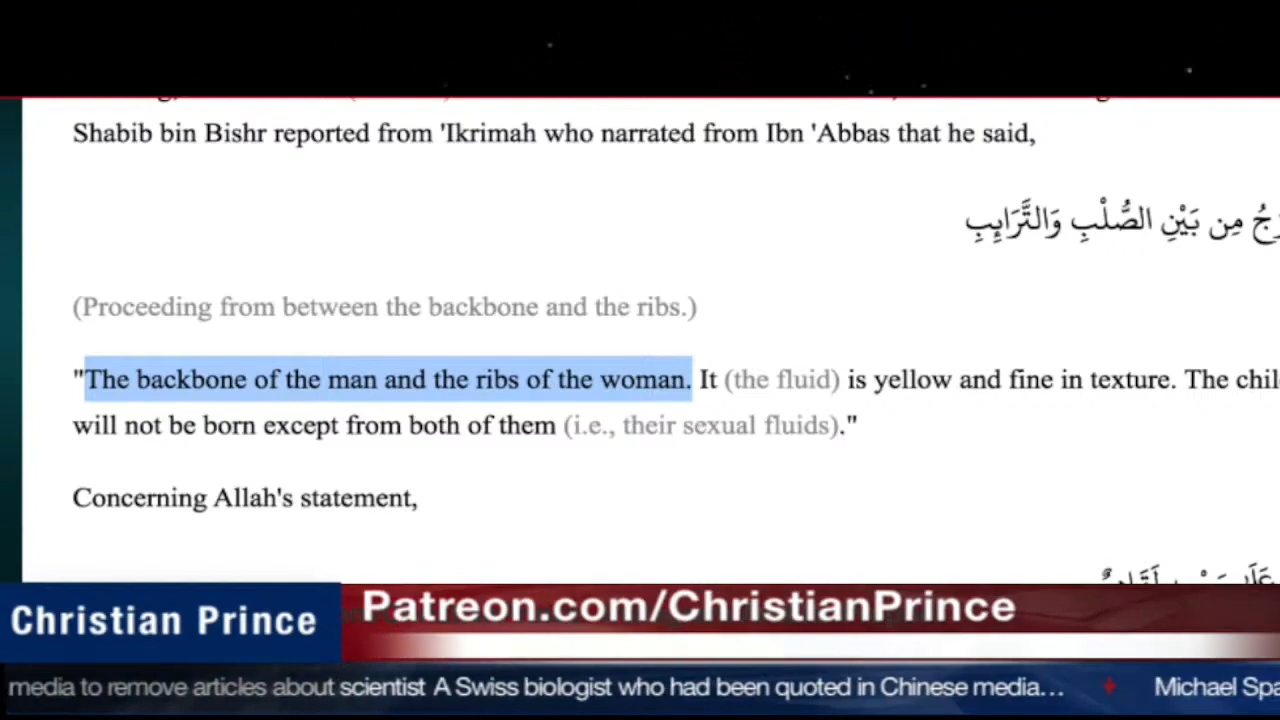 Shabib bin Bishr reported from 'Ikrimah who narrated from Ibn 'Abbas that he said,
مِن بَيْنِ الصُّلْبِ وَالتَّرَايِبِ
(Proceeding from between the backbone and the ribs.)
"The backbone of the man and the ribs of the woman. It (the fluid) is yellow and fine in texture. The
will not be born except from both of them (i.e., their sexual fluids)."
Concerning Allah's statement,
Christian Prince
Patreon.com/ChristianPrince
media to remove articles about scientist A Swiss biologist who had been quoted in Chinese media... Michael